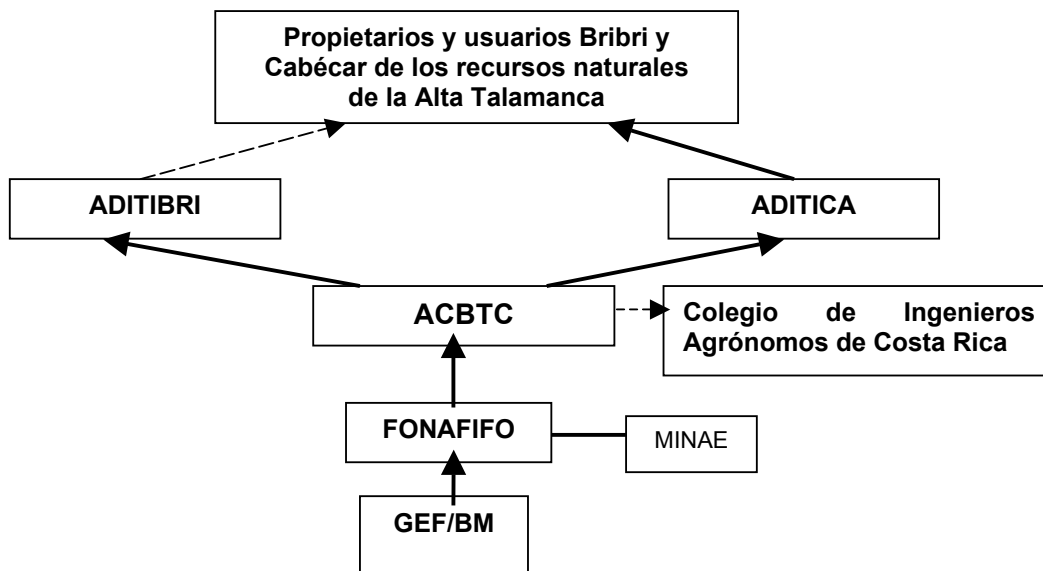 Propietarios y usuarios Bribri y
Cabécar de los recursos naturales
de la Alta Talamanca
ADITIBRI
ADITICA
ACBTC
Colegio de Ingenieros
Agrónomos de Costa Rica
FONAFIFO
MINAE
GEF/BM